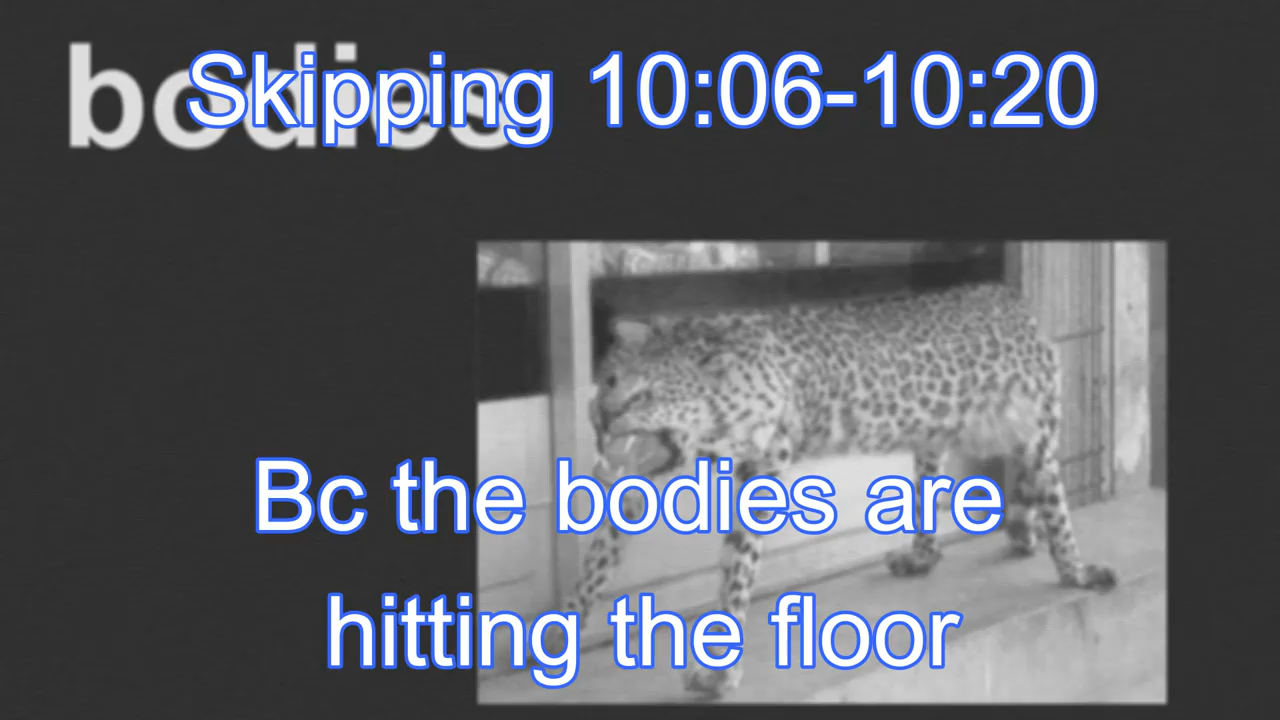 bodies
Skipping 10:06-10:20
Bc the bodies are
hitting the floor